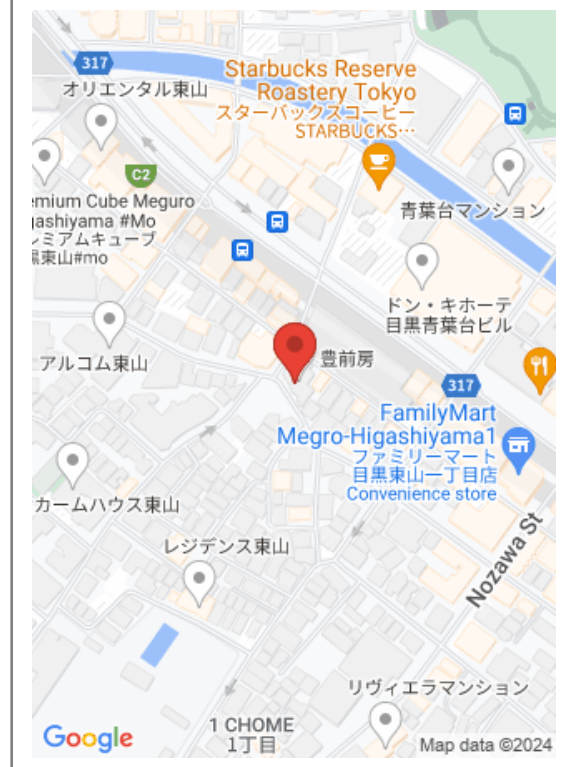 317
オリエンタル東山
Starbucks Reserve
Roastery Tokyo
スターバックスコーヒー
STARBUCKS…
C2
emium Cube Meguro
gashiyama #Mo
レミアムキューブ
黒東山#mo
青葉台マンション
ドン・キホーテ
目黒青葉台ビル
アルコム東山
豊前房
317
FamilyMart
Megro-Higashiyama1
ファミリーマート
目黒東山一丁目店
Convenience store
カームハウス東山
レジデンス東山
Nozawa St
リヴィエラマンション
1 CHOME
1丁目
Google
Map data ©2024